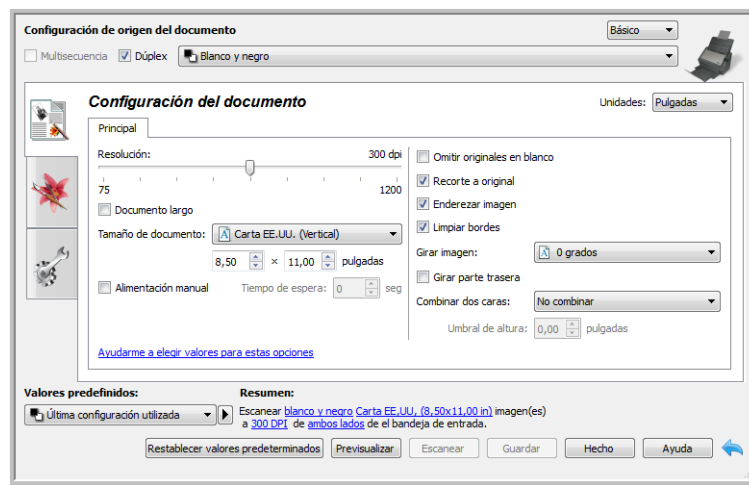 Configuración de origen del documento
Básico
Multisecuencia
Dúplex
Blanco y negro
Configuración del documento
Unidades: Pulgadas
Principal
Resolución: 300 dpi
75 1200
Documento largo
Tamaño de documento: Carta EE.UU. (Vertical)
8,50 × 11,00 pulgadas
Alimentación manual Tiempo de espera: 0 seg
Ayudarme a elegir valores para estas opciones
Omitir originales en blanco
Recorte a original
Enderezar imagen
Limpiar bordes
Girar imagen: 0 grados
Girar parte trasera
Combinar dos caras: No combinar
Umbral de altura: 0,00 pulgadas
Valores predefinidos:
Última configuración utilizada
Resumen:
Escanear blanco y negro Carta EE,UU, (8,50x11,00 in) imagen(es)
a 300 DPI de ambos lados de el bandeja de entrada.
Restablecer valores predeterminados Previsualizar Escanear Guardar Hecho Ayuda